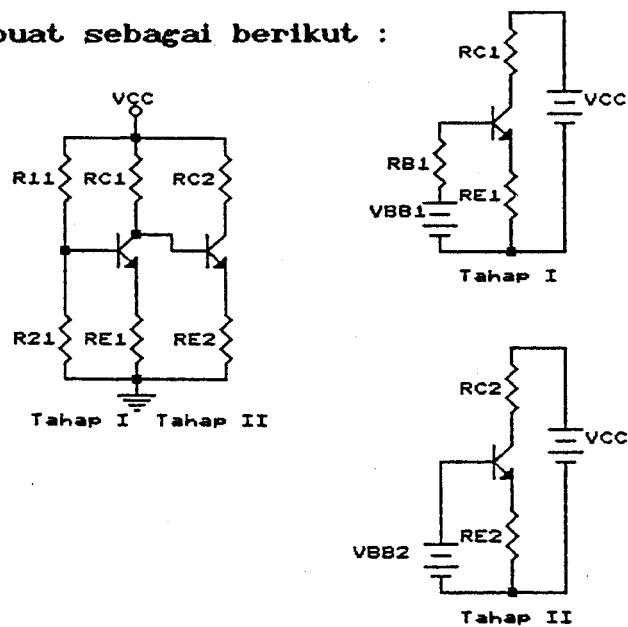 buat sebagai berikut :
VCC
R11
RC1
RC2
R21
RE1
RE2
Tahap I
Tahap II
RC1
VCC
RB1
VBB1
RE1
Tahap I
RC2
VCC
VBB2
RE2
Tahap II